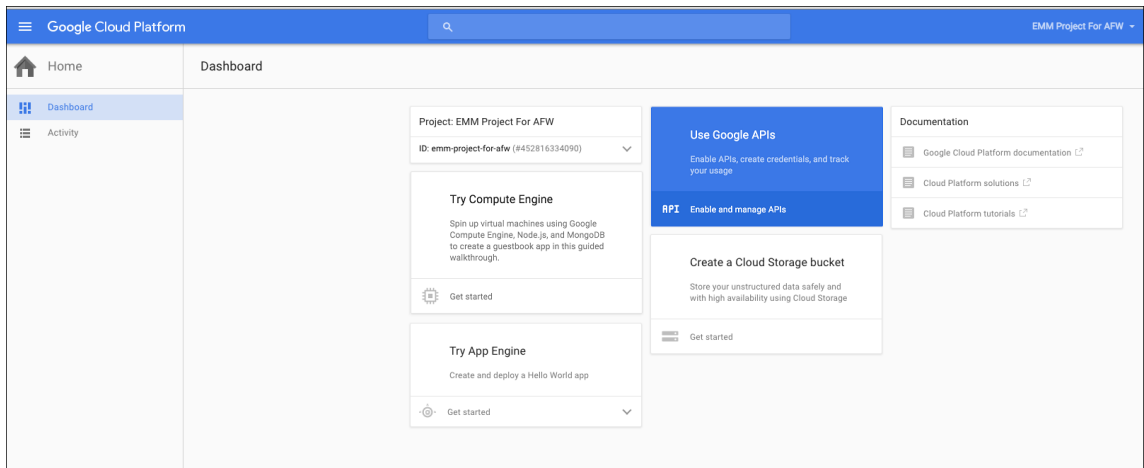 Google Cloud Platform
EMM Project For AFW
Home
Dashboard
Dashboard
Activity
Project: EMM Project For AFW
ID: emm-project-for-afw (#452816334090)
Try Compute Engine
Spin up virtual machines using Google
Compute Engine, Node.js, and MongoDB
to create a guestbook app in this guided
walkthrough.
Get started
Try App Engine
Create and deploy a Hello World app
Get started
Use Google APIs
Enable APIs, create credentials, and track
your usage
API Enable and manage APIs
Create a Cloud Storage bucket
Store your unstructured data safely and
with high availability using Cloud Storage
Get started
Documentation
Google Cloud Platform documentation
Cloud Platform solutions
Cloud Platform tutorials